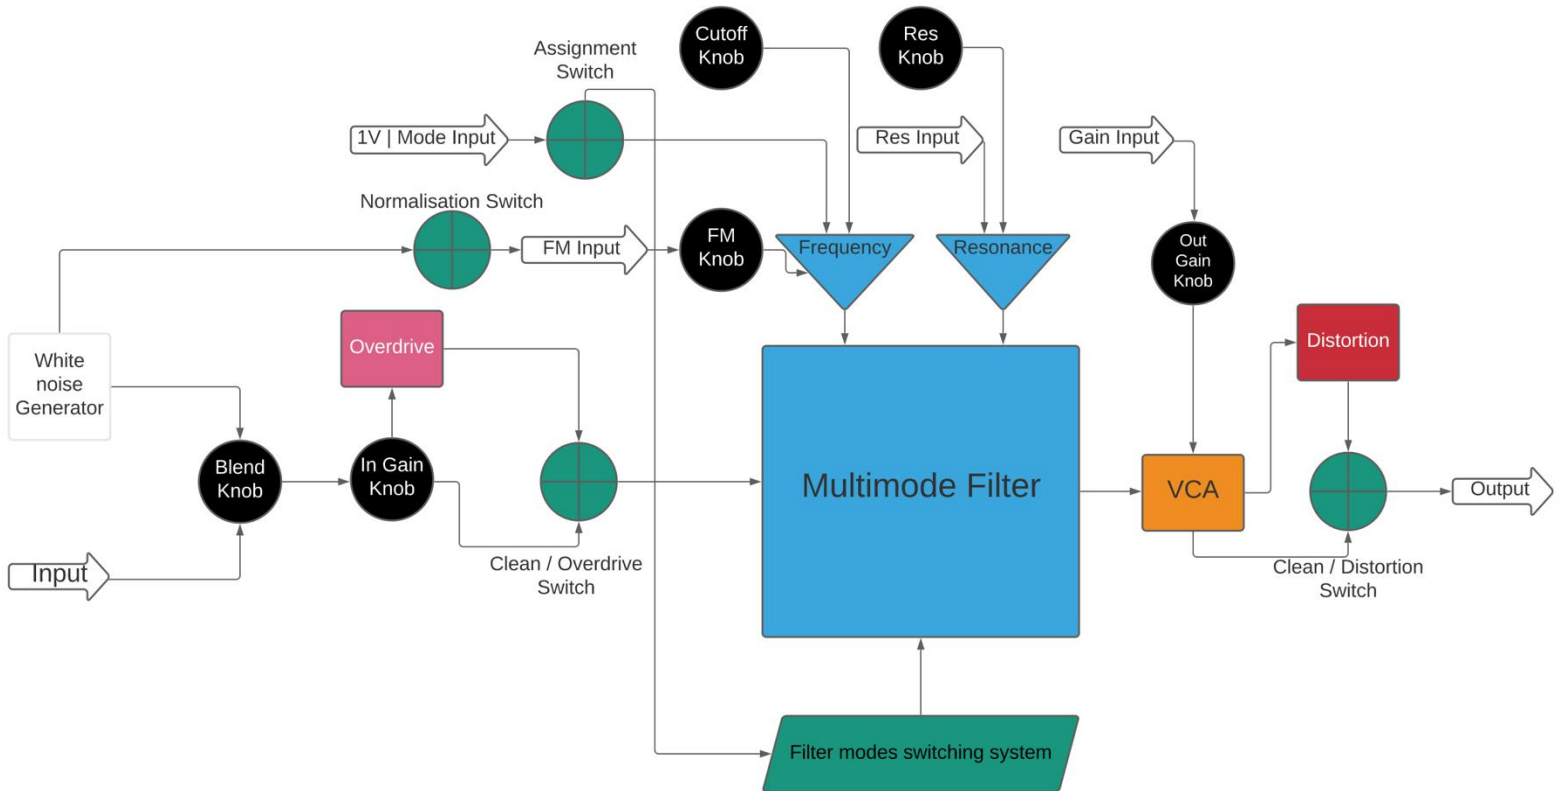 Cutoff
Knob
Res
Knob
Assignment
Switch
1V | Mode Input
Res Input
Gain Input
Normalisation Switch
FM Input
FM
Knob
Frequency
Resonance
Out
Gain
Knob
White
noise
Generator
Overdrive
Distortion
Blend
Knob
In Gain
Knob
Multimode Filter
VCA
Output
Input
Clean / Overdrive
Switch
Clean / Distortion
Switch
Filter modes switching system